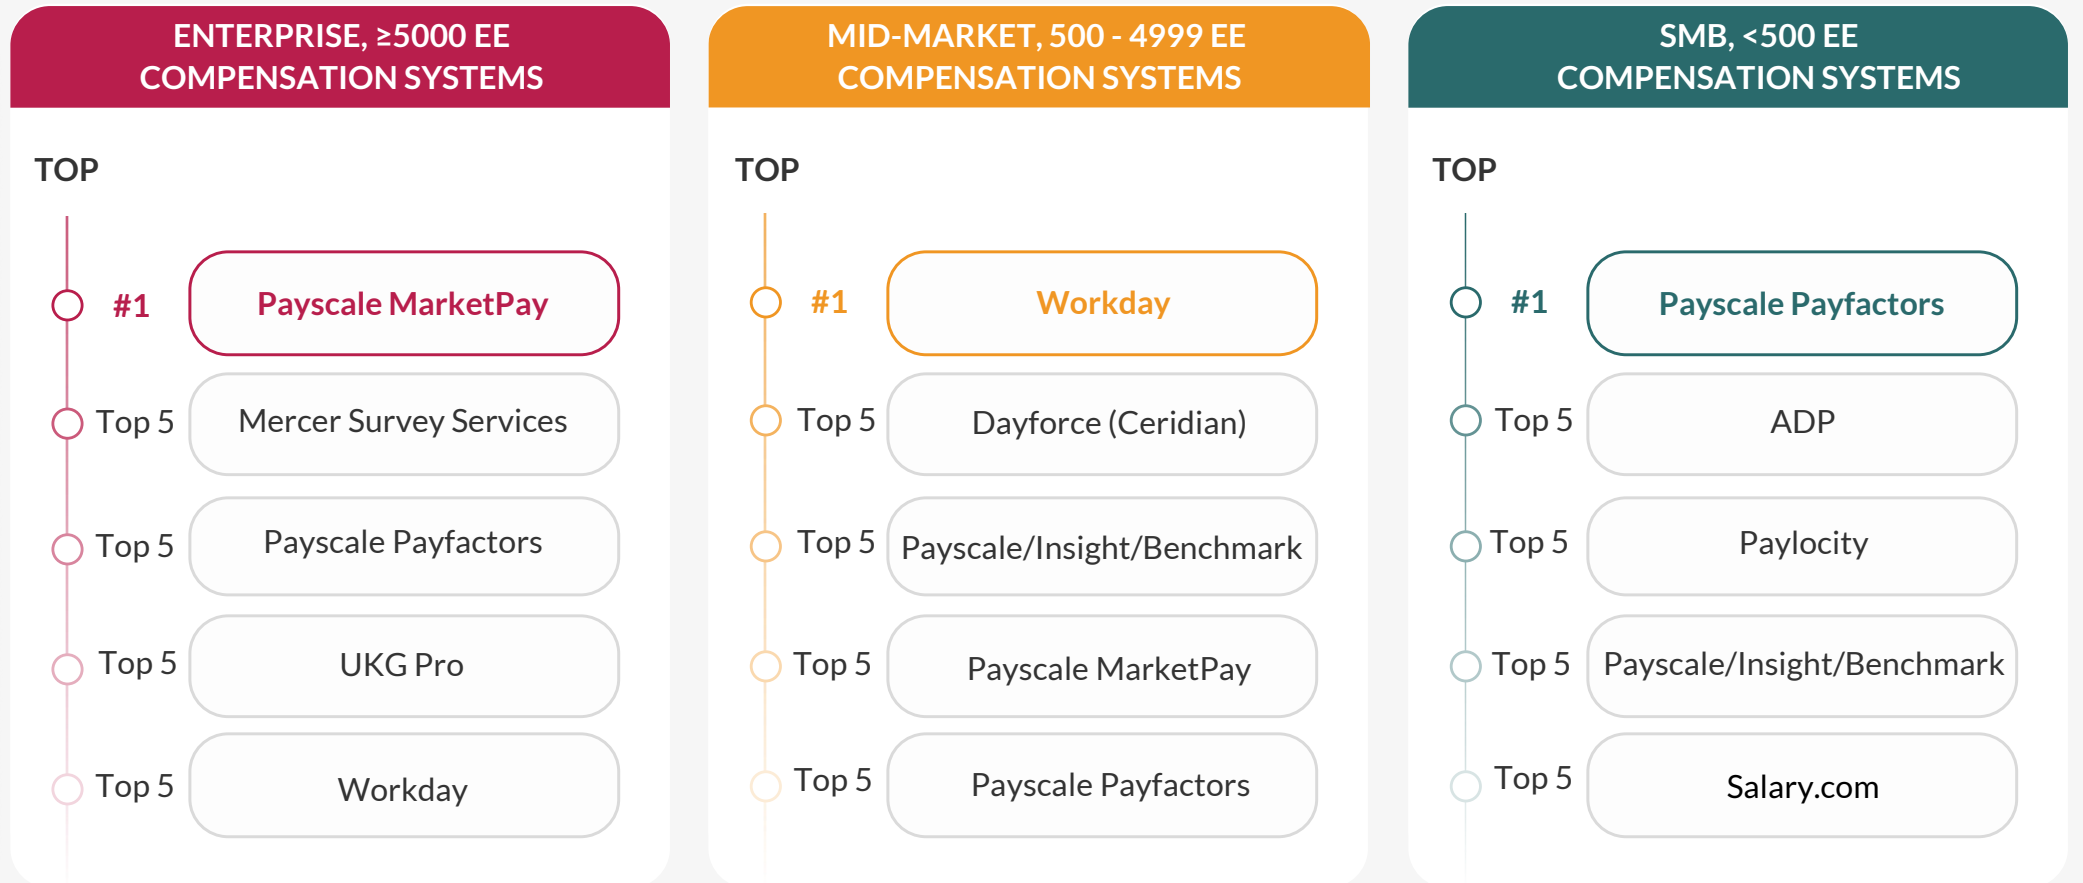 ENTERPRISE, ≥5000 EE
COMPENSATION SYSTEMS
TOP
#1 Payscale MarketPay
Top 5 Mercer Survey Services
Top 5 Payscale Payfactors
Top 5 UKG Pro
Top 5 Workday
MID-MARKET, 500 - 4999 EE
COMPENSATION SYSTEMS
TOP
#1 Workday
Top 5 Dayforce (Ceridian)
Top 5 Payscale/Insight/Benchmark
Top 5 Payscale MarketPay
Top 5 Payscale Payfactors
SMB, <500 EE
COMPENSATION SYSTEMS
TOP
#1 Payscale Payfactors
Top 5 ADP
Top 5 Paylocity
Top 5 Payscale/Insight/Benchmark
Top 5 Salary.com